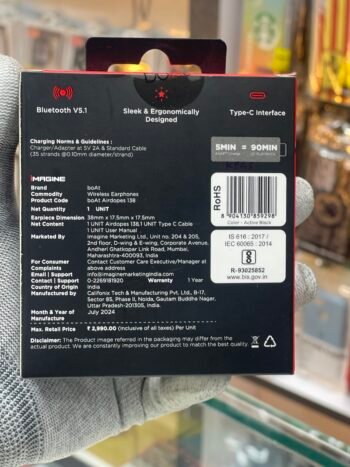 Bluetooth V5.1
Sleek & Ergonomically
Designed
Type-C Interface
Charging Norms & Guidelines :
Charger/Adapter at 5V 2A & Standard Cable
(35 strands @0.10mm diameter/strand)
5MIN = 90MIN
IMAGINE
Brand boAt
Commodity Wireless Earphones
Product Code boAt Airdopes 138
Net Quantity 1 UNIT
Earpiece Dimension 38mm x 17.5mm x 17.5mm
Net Content 1 UNIT Airdopes 138,1 UNIT Type C Cable
1 UNIT User Manual
Marketed By Imagine Marketing Ltd., Unit no. 204 & 205,
2nd floor, D-wing & E-wing, Corporate Avenue,
Andheri Ghatkopar Link Road, Mumbai,
Maharashtra-400093, India
For Consumer Contact Customer Care Executive/Manager at
Complaints above address
Email | Support info@imaginemarketingindia.com
Contact | Support 0-2269181920 Warranty 1 Year
Country of Origin India
Manufactured by Califonix Tech & Manufacturing Pvt. Ltd., B-17,
Sector 85, Phase II, Noida, Gautam Buddha Nagar,
Uttar Pradesh-201305, India.
Month & Year of July 2024
Manufacture
Max. Retail Price ₹ 2,990.00 (Inclusive of all taxes) Per Unit
Disclaimer: The Product image referred in the packaging may differ from the
actual product. We are constantly improving our product to match the best quality.
RoHS
8 904130 859298
Color - Active Black
IS 616 : 2017 /
IEC 60065 : 2014
R-93025852
www.bis.gov.in